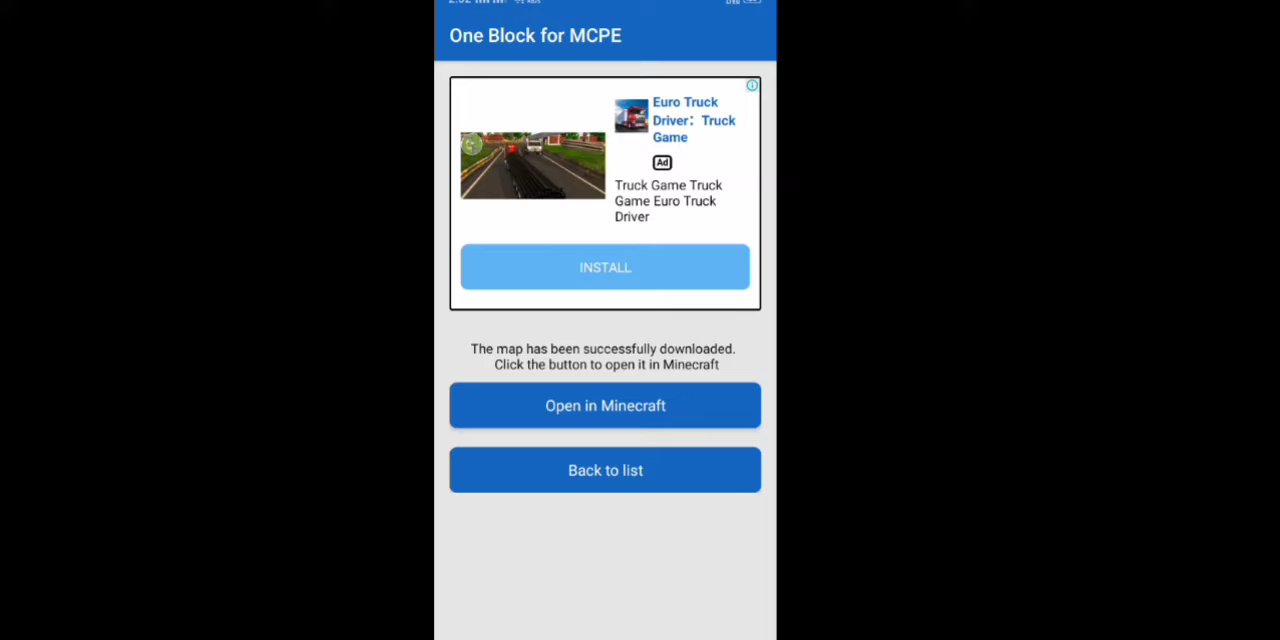 One Block for MCPE
Euro Truck
Driver：Truck
Game
Ad
Truck Game Truck
Game Euro Truck
Driver
INSTALL
The map has been successfully downloaded.
Click the button to open it in Minecraft
Open in Minecraft
Back to list